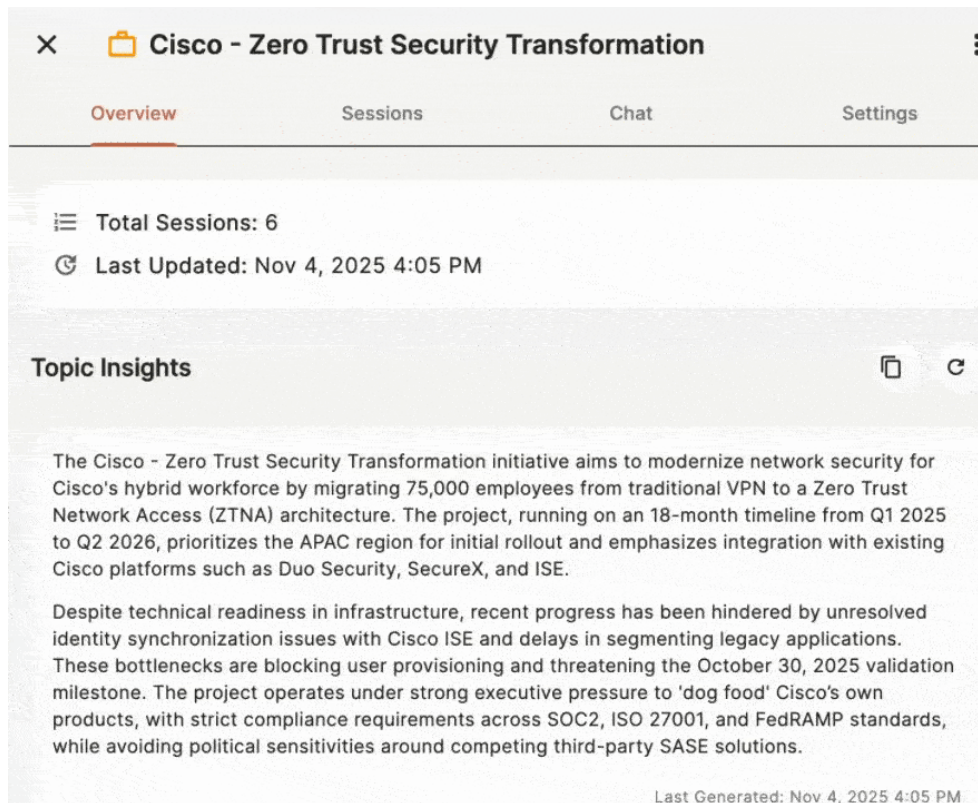 Cisco - Zero Trust Security Transformation
Overview Sessions Chat Settings
Total Sessions: 6
Last Updated: Nov 4, 2025 4:05 PM
Topic Insights
The Cisco - Zero Trust Security Transformation initiative aims to modernize network security for
Cisco's hybrid workforce by migrating 75,000 employees from traditional VPN to a Zero Trust
Network Access (ZTNA) architecture. The project, running on an 18-month timeline from Q1 2025
to Q2 2026, prioritizes the APAC region for initial rollout and emphasizes integration with existing
Cisco platforms such as Duo Security, SecureX, and ISE.
Despite technical readiness in infrastructure, recent progress has been hindered by unresolved
identity synchronization issues with Cisco ISE and delays in segmenting legacy applications.
These bottlenecks are blocking user provisioning and threatening the October 30, 2025 validation
milestone. The project operates under strong executive pressure to 'dog food' Cisco’s own
products, with strict compliance requirements across SOC2, ISO 27001, and FedRAMP standards,
while avoiding political sensitivities around competing third-party SASE solutions.
Last Generated: Nov 4, 2025 4:05 PM